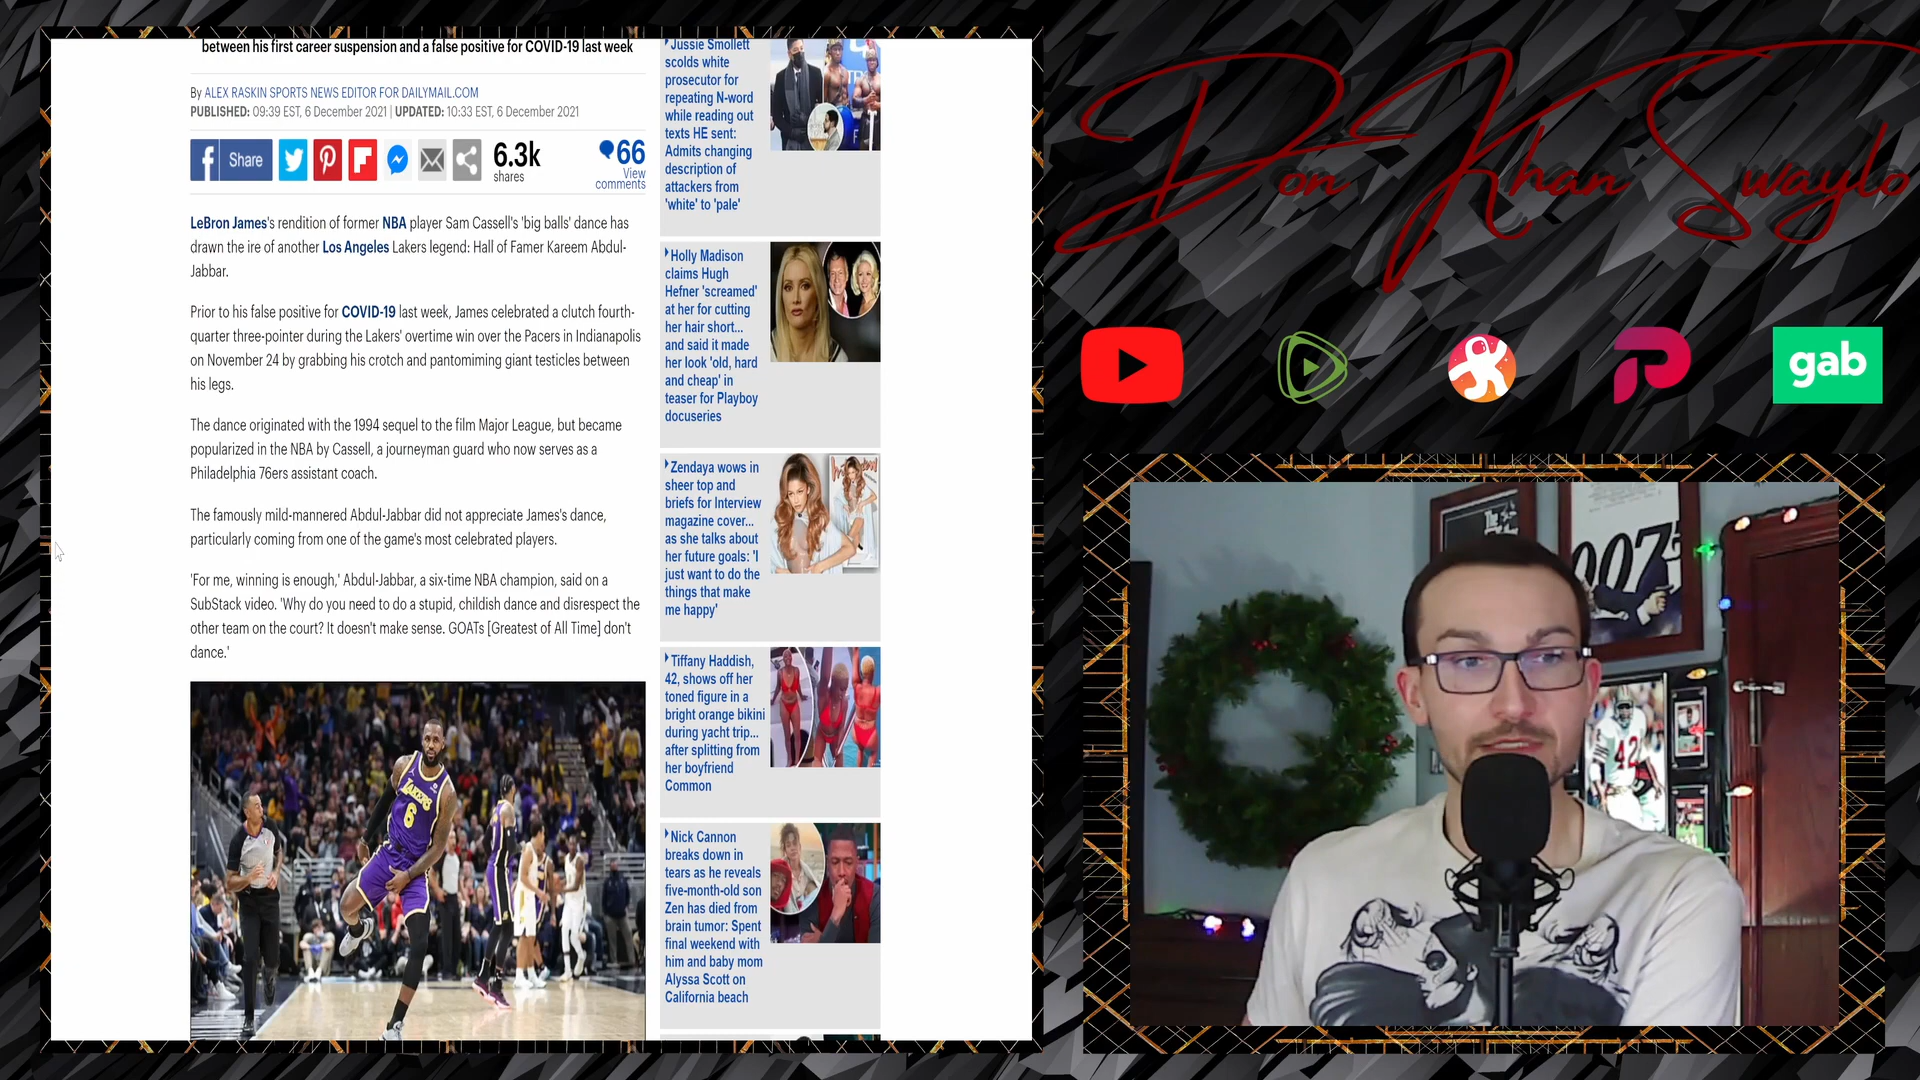 between his first career suspension and a false positive for COVID-19 last week
By ALEX RASKIN SPORTS NEWS EDITOR FOR DAILYMAIL.COM
PUBLISHED: 09:39 EST, 6 December 2021 | UPDATED: 10:33 EST, 6 December 2021
f Share
6.3k
shares
66
View
comments
LeBron James's rendition of former NBA player Sam Cassell's 'big balls' dance has
drawn the ire of another Los Angeles Lakers legend: Hall of Famer Kareem Abdul-
Jabbar.
Prior to his false positive for COVID-19 last week, James celebrated a clutch fourth-
quarter three-pointer during the Lakers' overtime win over the Pacers in Indianapolis
on November 24 by grabbing his crotch and pantomiming giant testicles between
his legs.
The dance originated with the 1994 sequel to the film Major League, but became
popularized in the NBA by Cassell, a journeyman guard who now serves as a
Philadelphia 76ers assistant coach.
The famously mild-mannered Abdul-Jabbar did not appreciate James's dance,
particularly coming from one of the game's most celebrated players.
'For me, winning is enough,' Abdul-Jabbar, a six-time NBA champion, said on a
SubStack video. 'Why do you need to do a stupid, childish dance and disrespect the
other team on the court? It doesn't make sense. GOATs [Greatest of All Time] don't
dance.'
LAKERS
6
Jussie Smollett
scolds white
prosecutor for
repeating N-word
while reading out
texts HE sent:
Admits changing
description of
attackers from
'white' to 'pale'
Holly Madison
claims Hugh
Hefner 'screamed'
at her for cutting
her hair short...
and said it made
her look 'old, hard
and cheap' in
teaser for Playboy
docuseries
Zendaya wows in
sheer top and
briefs for Interview
magazine cover...
as she talks about
her future goals: 'I
just want to do the
things that make
me happy'
Tiffany Haddish,
42, shows off her
toned figure in a
bright orange bikini
during yacht trip...
after splitting from
her boyfriend
Common
Nick Cannon
breaks down in
tears as he reveals
five-month-old son
Zen has died from
brain tumor: Spent
final weekend with
him and baby mom
Alyssa Scott on
California beach
Don Khan Swaylo
gab
007
42